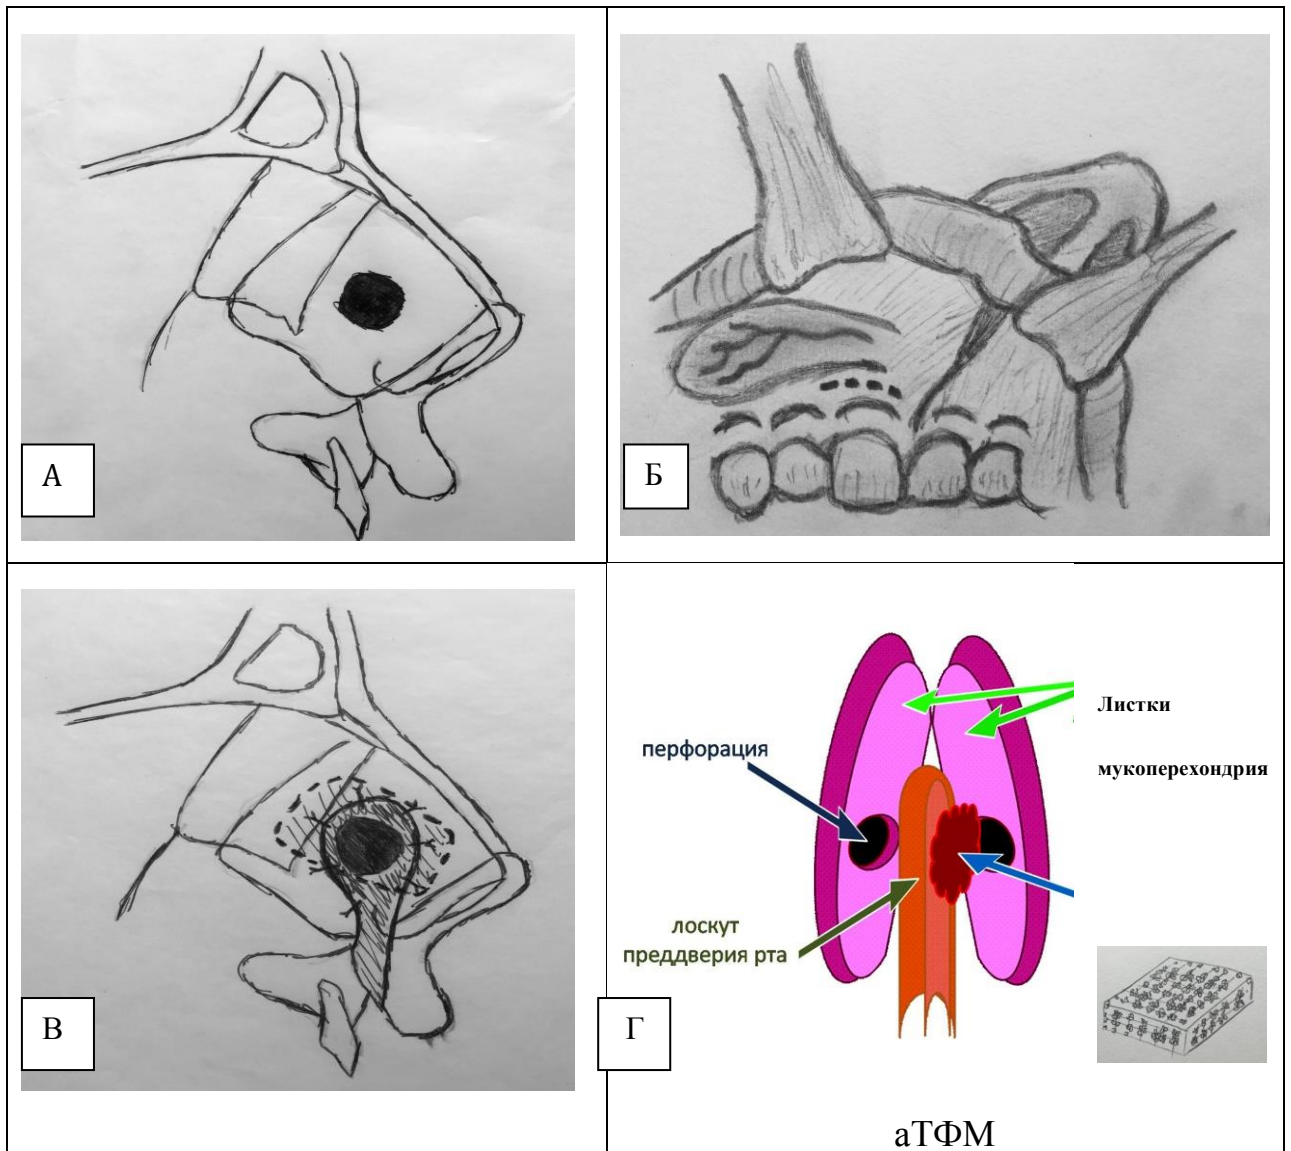 А
Б
В
Г
перфорация
Листки
мукоперехондрия
лоскут
преддверия рта
аТФМ